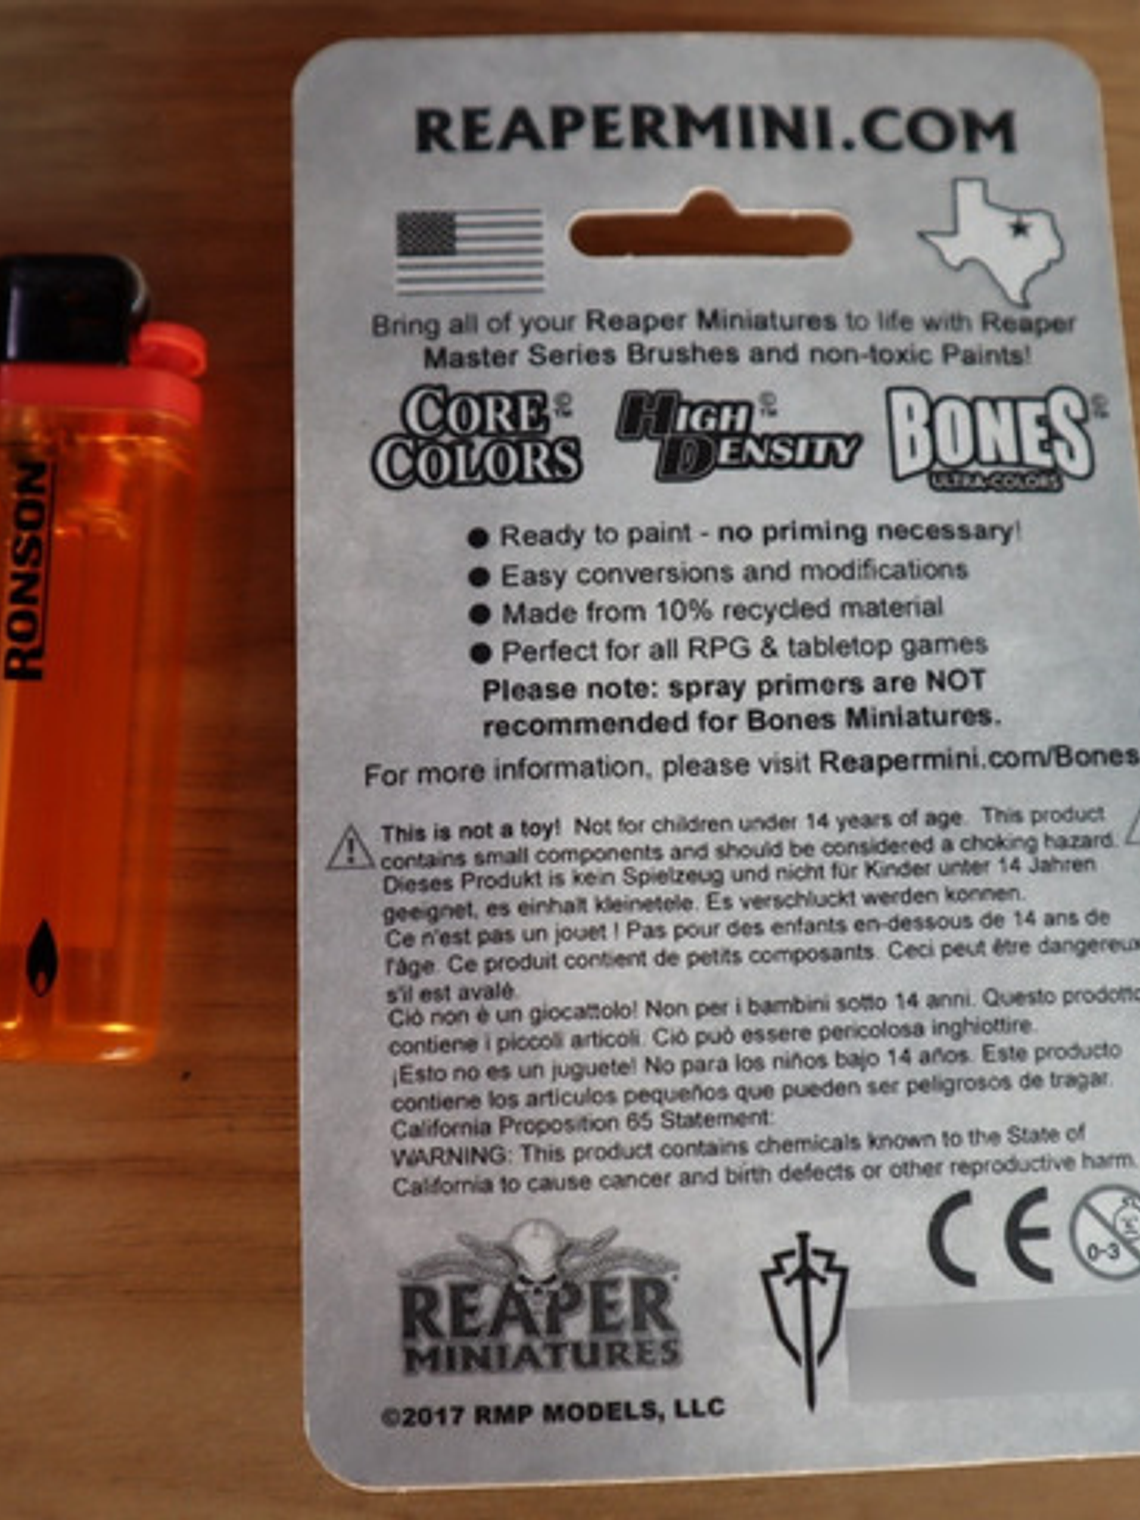 REAPERMINI.COM
Bring all of your Reaper Miniatures to life with Reaper
Master Series Brushes and non-toxic Paints!
CORE COLORS ©™
HIGH DENSITY ©™
BONES ©™
ULTRA-COLORS
● Ready to paint - no priming necessary!
● Easy conversions and modifications
● Made from 10% recycled material
● Perfect for all RPG & tabletop games
Please note: spray primers are NOT
recommended for Bones Miniatures.
For more information, please visit Reapermini.com/Bones
This is not a toy! Not for children under 14 years of age. This product
contains small components and should be considered a choking hazard.
Dieses Produkt is kein Spielzeug und nicht für Kinder unter 14 Jahren
geeignet, es einhalt kleinetele. Es verschluckt werden konnen.
Ce n'est pas un jouet ! Pas pour des enfants en-dessous de 14 ans de
l'âge. Ce produit contient de petits composants. Ceci peut être dangereux
s'il est avalé.
Ciò non è un giocattolo! Non per i bambini sotto 14 anni. Questo prodotto
contiene i piccoli articoli. Ciò può essere pericolosa inghiottire.
¡Esto no es un juguete! No para los niños bajo 14 años. Este producto
contiene los artículos pequeños que pueden ser peligrosos de tragar.
California Proposition 65 Statement:
WARNING: This product contains chemicals known to the State of
California to cause cancer and birth defects or other reproductive harm.
CE
0-3
REAPER
MINIATURES
©2017 RMP MODELS, LLC
RONSON